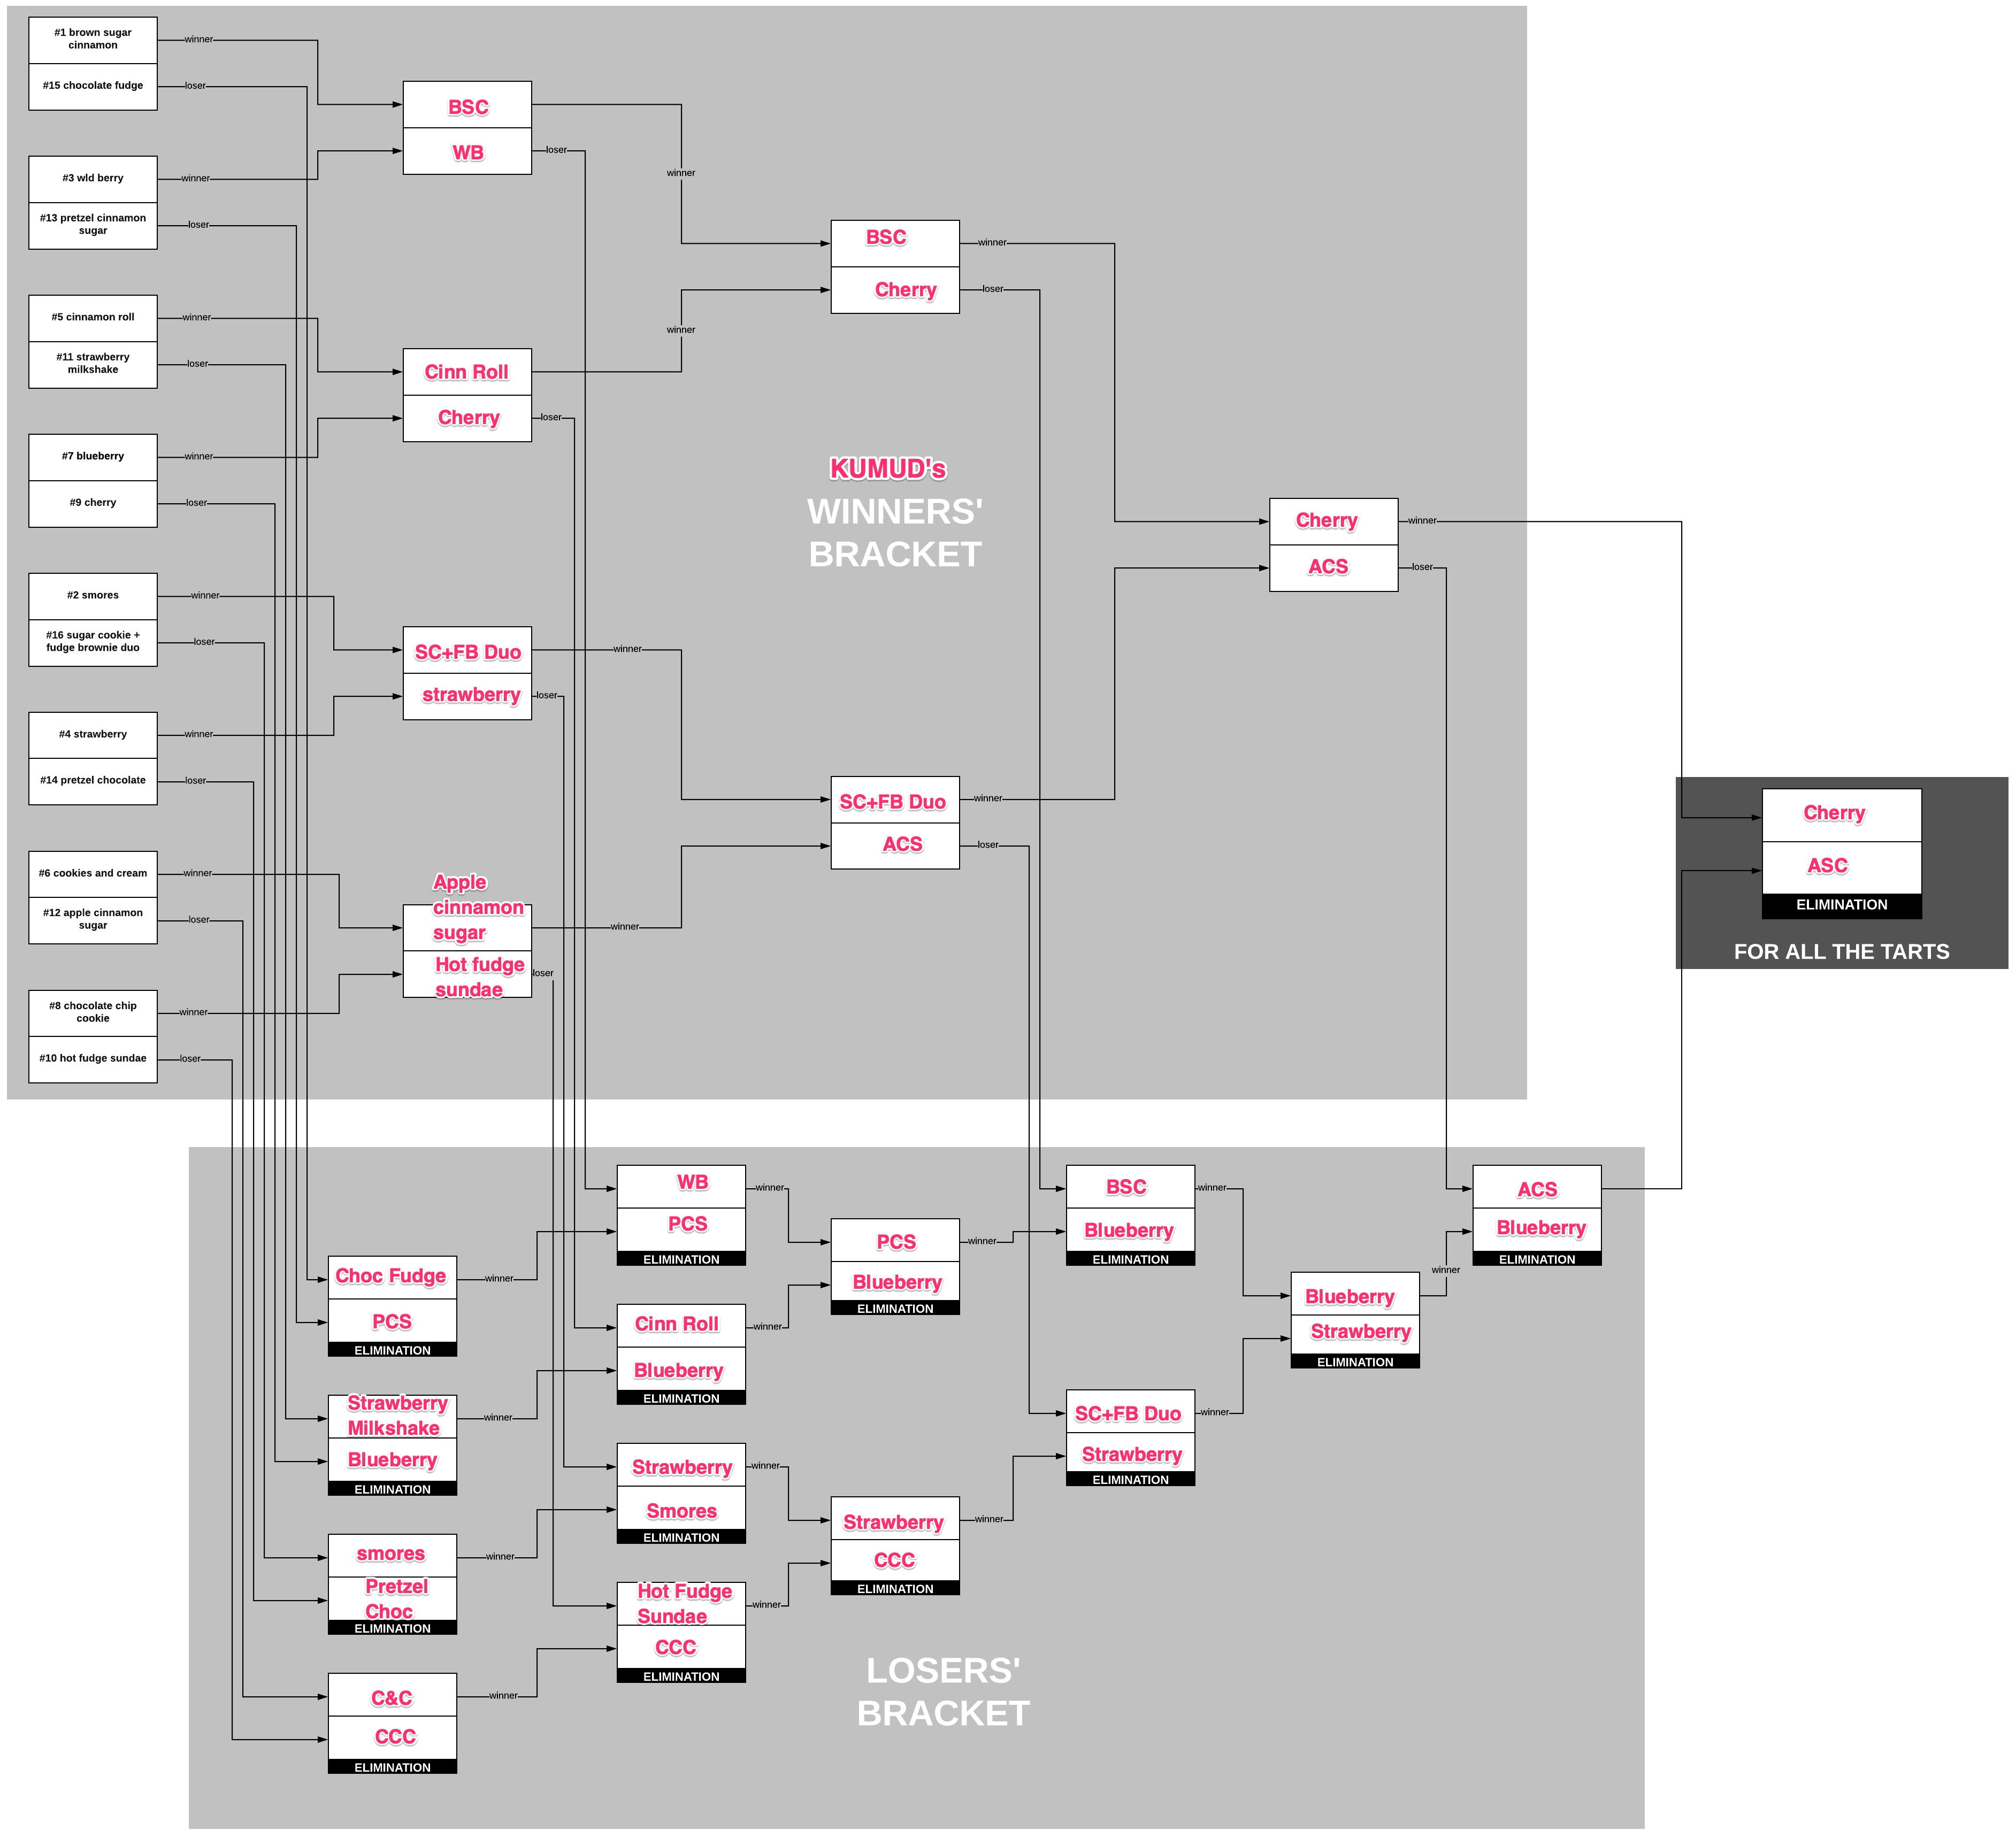 #1 brown sugar
cinnamon
winner
#15 chocolate fudge
loser
#3 wld berry
winner
#13 pretzel cinnamon
sugar
loser
#5 cinnamon roll
winner
#11 strawberry
milkshake
loser
#7 blueberry
winner
#9 cherry
loser
#2 smores
winner
#16 sugar cookie +
fudge brownie duo
loser
#4 strawberry
winner
#14 pretzel chocolate
loser
#6 cookies and cream
winner
#12 apple cinnamon
sugar
loser
#8 chocolate chip
cookie
winner
#10 hot fudge sundae
loser
BSC
WB
loser
winner
Cinn Roll
Cherry
loser
winner
SC+FB Duo
winner
strawberry
loser
Apple
cinnamon
sugar
winner
Hot fudge
sundae
loser
BSC
winner
Cherry
loser
KUMUD's
WINNERS'
BRACKET
SC+FB Duo
winner
ACS
loser
Cherry
winner
ACS
loser
Cherry
ASC
ELIMINATION
FOR ALL THE TARTS
Choc Fudge
winner
PCS
ELIMINATION
Strawberry
Milkshake
winner
Blueberry
ELIMINATION
smores
winner
Pretzel
Choc
ELIMINATION
C&C
winner
CCC
ELIMINATION
WB
winner
PCS
ELIMINATION
Cinn Roll
winner
Blueberry
ELIMINATION
Strawberry
winner
Smores
ELIMINATION
Hot Fudge
Sundae
winner
CCC
ELIMINATION
PCS
winner
Blueberry
ELIMINATION
Strawberry
winner
CCC
ELIMINATION
BSC
winner
Blueberry
ELIMINATION
SC+FB Duo
winner
Strawberry
ELIMINATION
Blueberry
winner
Strawberry
ELIMINATION
ACS
Blueberry
ELIMINATION
LOSERS'
BRACKET